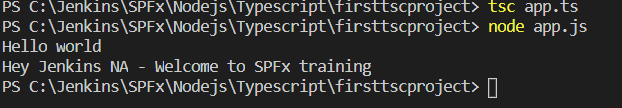 PS C:\Jenkins\SPFx\Nodejs\Typescript\firsttscproject> tsc app.ts
PS C:\Jenkins\SPFx\Nodejs\Typescript\firsttscproject> node app.js
Hello world
Hey Jenkins NA - Welcome to SPFx training
PS C:\Jenkins\SPFx\Nodejs\Typescript\firsttscproject>